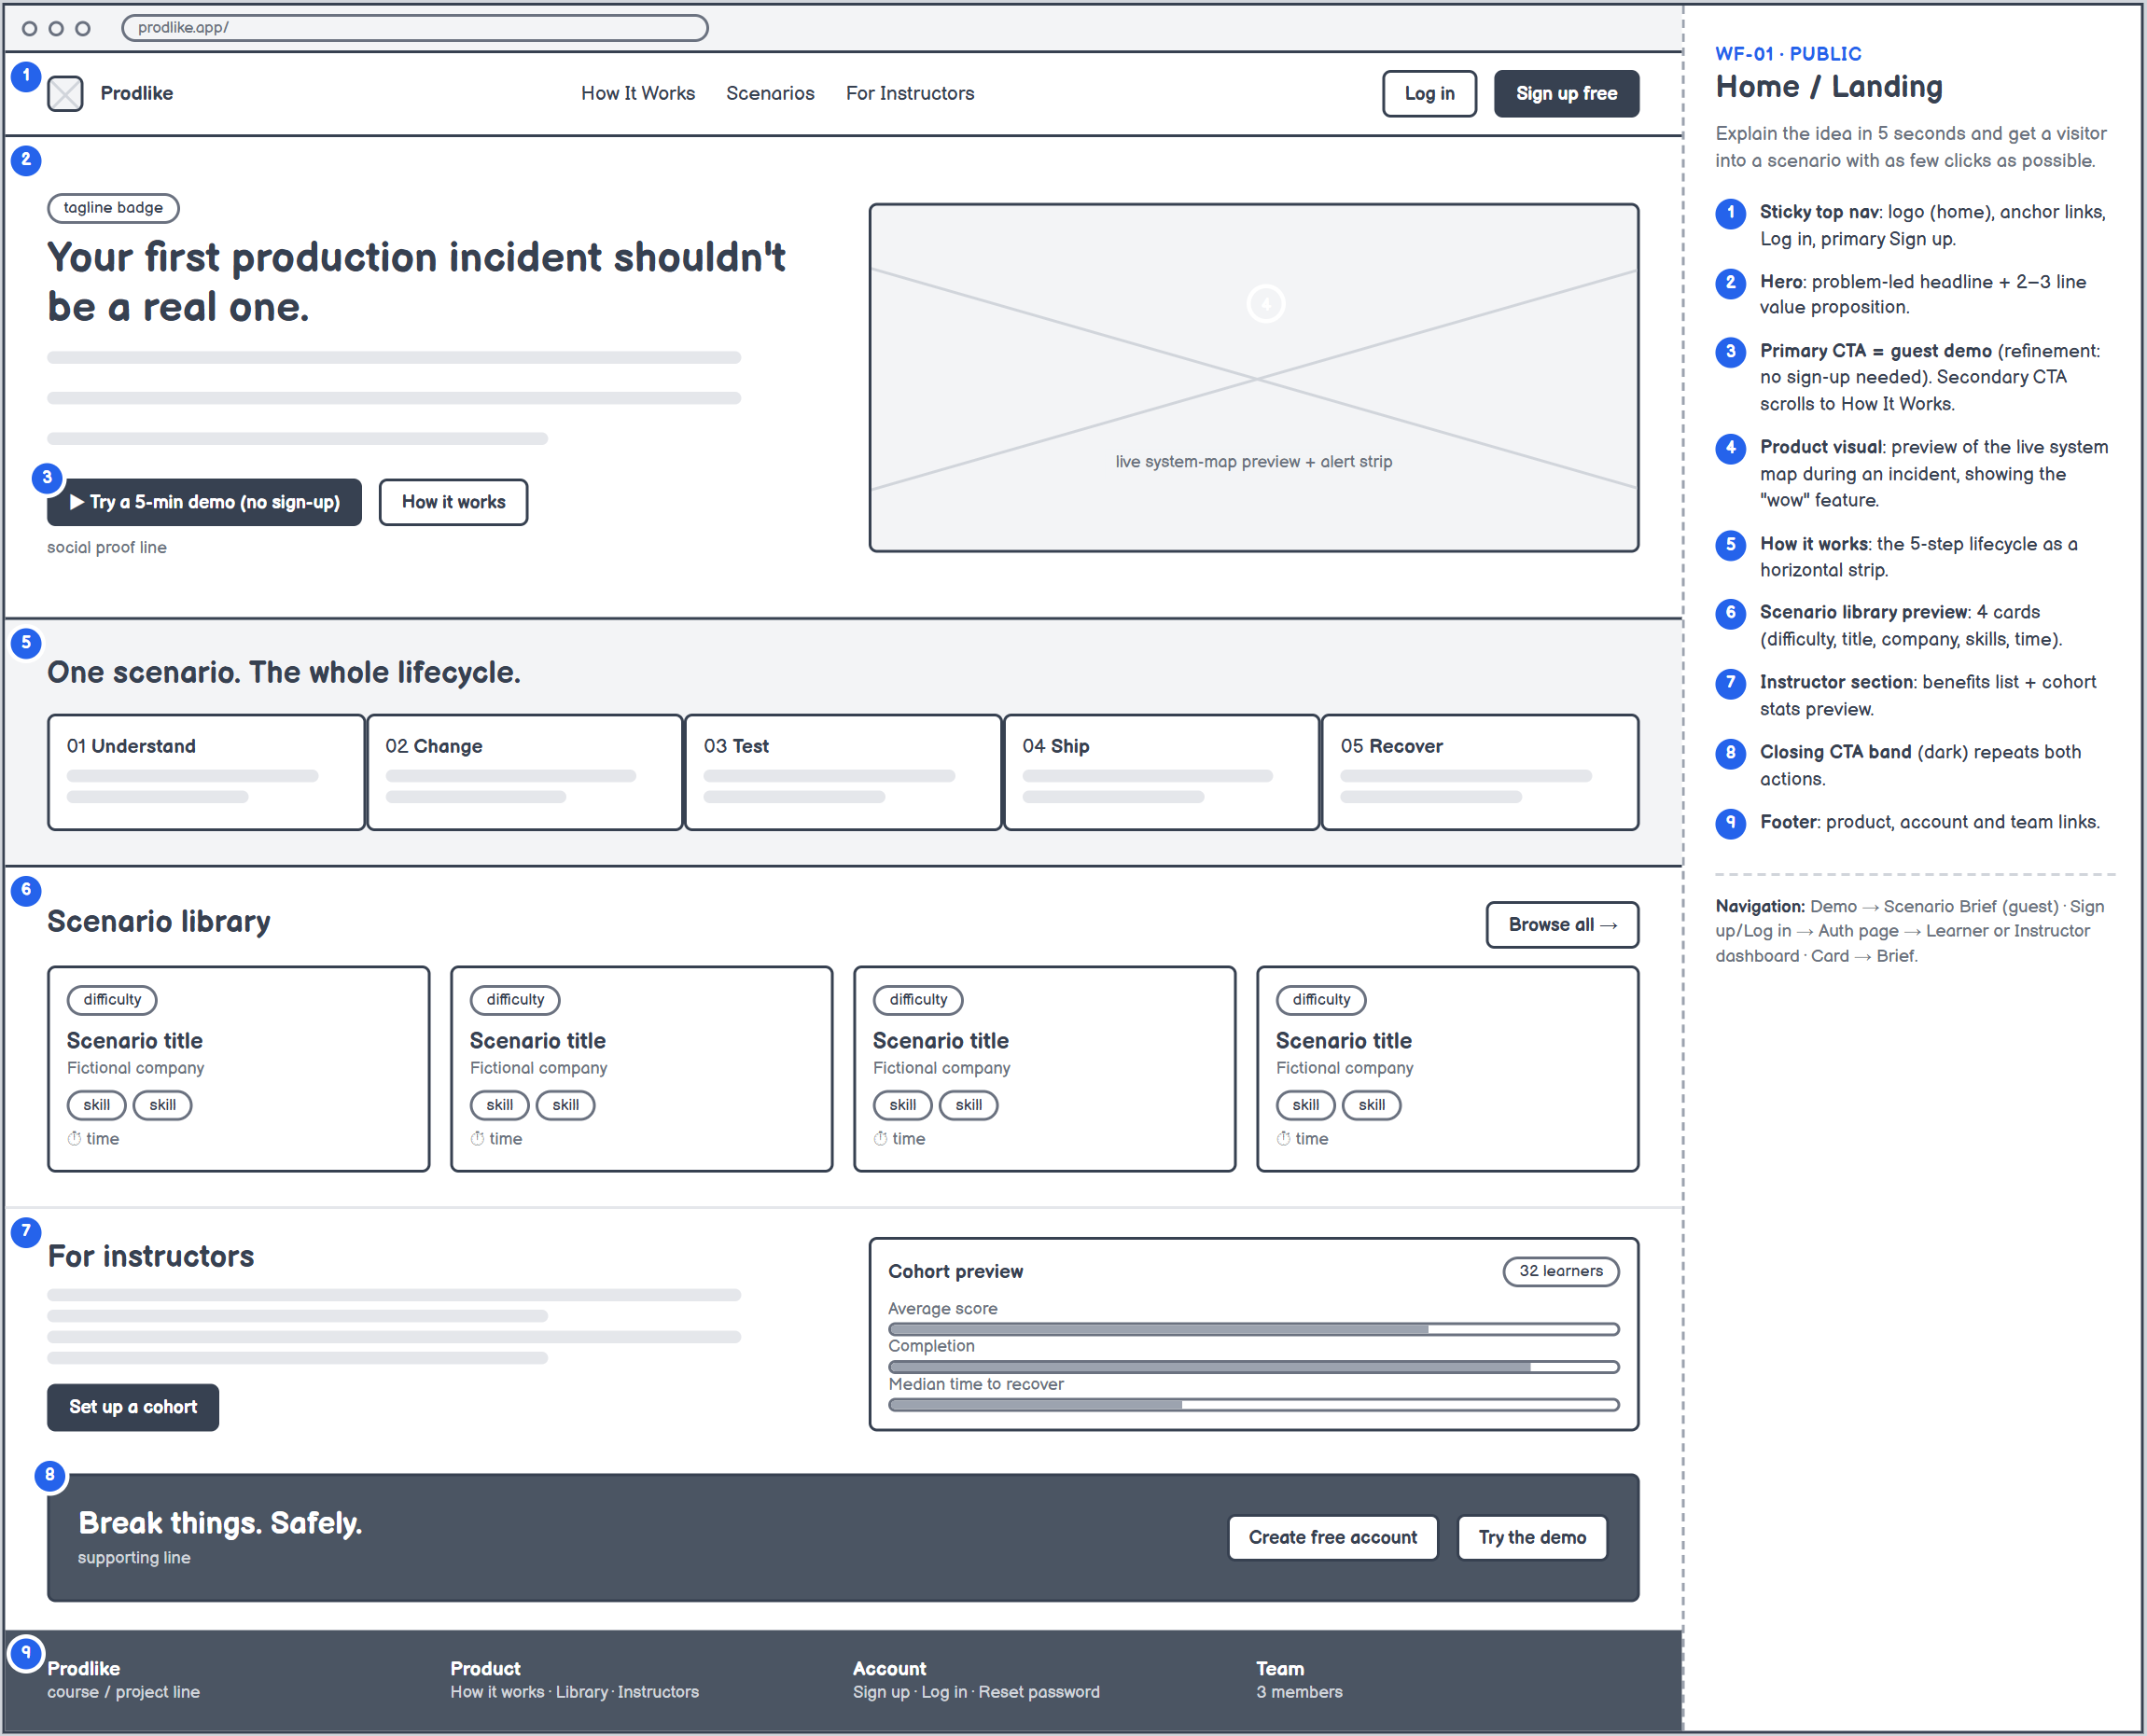 prodlike.app/
1
Prodlike
How It Works
Scenarios
For Instructors
Log in
Sign up free
2
tagline badge
Your first production incident shouldn't
be a real one.
3
▶ Try a 5-min demo (no sign-up)
How it works
social proof line
4
live system-map preview + alert strip
5
One scenario. The whole lifecycle.
01 Understand
02 Change
03 Test
04 Ship
05 Recover
6
Scenario library
Browse all →
difficulty
Scenario title
Fictional company
skill skill
⏱ time
difficulty
Scenario title
Fictional company
skill skill
⏱ time
difficulty
Scenario title
Fictional company
skill skill
⏱ time
difficulty
Scenario title
Fictional company
skill skill
⏱ time
7
For instructors
Set up a cohort
Cohort preview
32 learners
Average score
Completion
Median time to recover
8
Break things. Safely.
supporting line
Create free account
Try the demo
9
Prodlike
course / project line
Product
How it works · Library · Instructors
Account
Sign up · Log in · Reset password
Team
3 members
WF-01 · PUBLIC
Home / Landing
Explain the idea in 5 seconds and get a visitor
into a scenario with as few clicks as possible.
1 Sticky top nav: logo (home), anchor links,
Log in, primary Sign up.
2 Hero: problem-led headline + 2–3 line
value proposition.
3 Primary CTA = guest demo (refinement:
no sign-up needed). Secondary CTA
scrolls to How It Works.
4 Product visual: preview of the live system
map during an incident, showing the
"wow" feature.
5 How it works: the 5-step lifecycle as a
horizontal strip.
6 Scenario library preview: 4 cards
(difficulty, title, company, skills, time).
7 Instructor section: benefits list + cohort
stats preview.
8 Closing CTA band (dark) repeats both
actions.
9 Footer: product, account and team links.
Navigation: Demo → Scenario Brief (guest) · Sign
up/Log in → Auth page → Learner or Instructor
dashboard · Card → Brief.